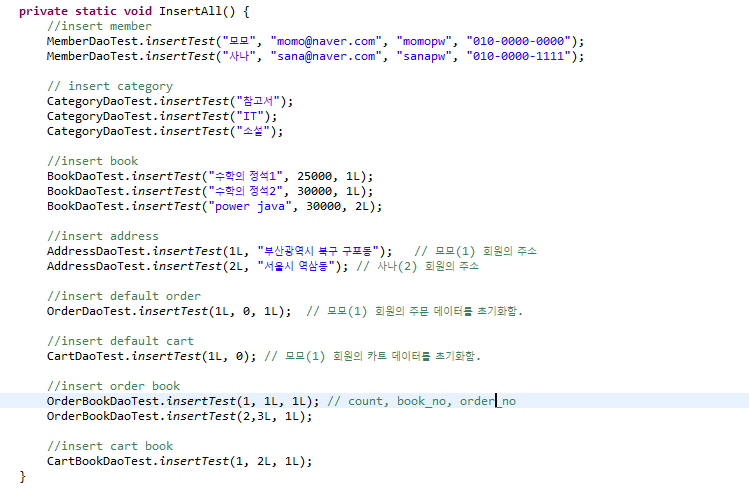 private static void InsertAll() {
//insert member
MemberDaoTest.insertTest("모모", "momo@naver.com", "momopw", "010-0000-0000");
MemberDaoTest.insertTest("사나", "sana@naver.com", "sanapw", "010-0000-1111");
// insert category
CategoryDaoTest.insertTest("참고서");
CategoryDaoTest.insertTest("IT");
CategoryDaoTest.insertTest("소설");
//insert book
BookDaoTest.insertTest("수학의 정석1", 25000, 1L);
BookDaoTest.insertTest("수학의 정석2", 30000, 1L);
BookDaoTest.insertTest("power java", 30000, 2L);
//insert address
AddressDaoTest.insertTest(1L, "부산광역시 북구 구포동"); // 모모(1) 회원의 주소
AddressDaoTest.insertTest(2L, "서울시 역삼동"); // 사나(2) 회원의 주소
//insert default order
OrderDaoTest.insertTest(1L, 0, 1L); // 모모(1) 회원의 주문 데이터를 초기화함.
//insert default cart
CartDaoTest.insertTest(1L, 0); // 모모(1) 회원의 카트 데이터를 초기화함.
//insert order book
OrderBookDaoTest.insertTest(1, 1L, 1L); // count, book_no, order_no
OrderBookDaoTest.insertTest(2,3L, 1L);
//insert cart book
CartBookDaoTest.insertTest(1, 2L, 1L);
}